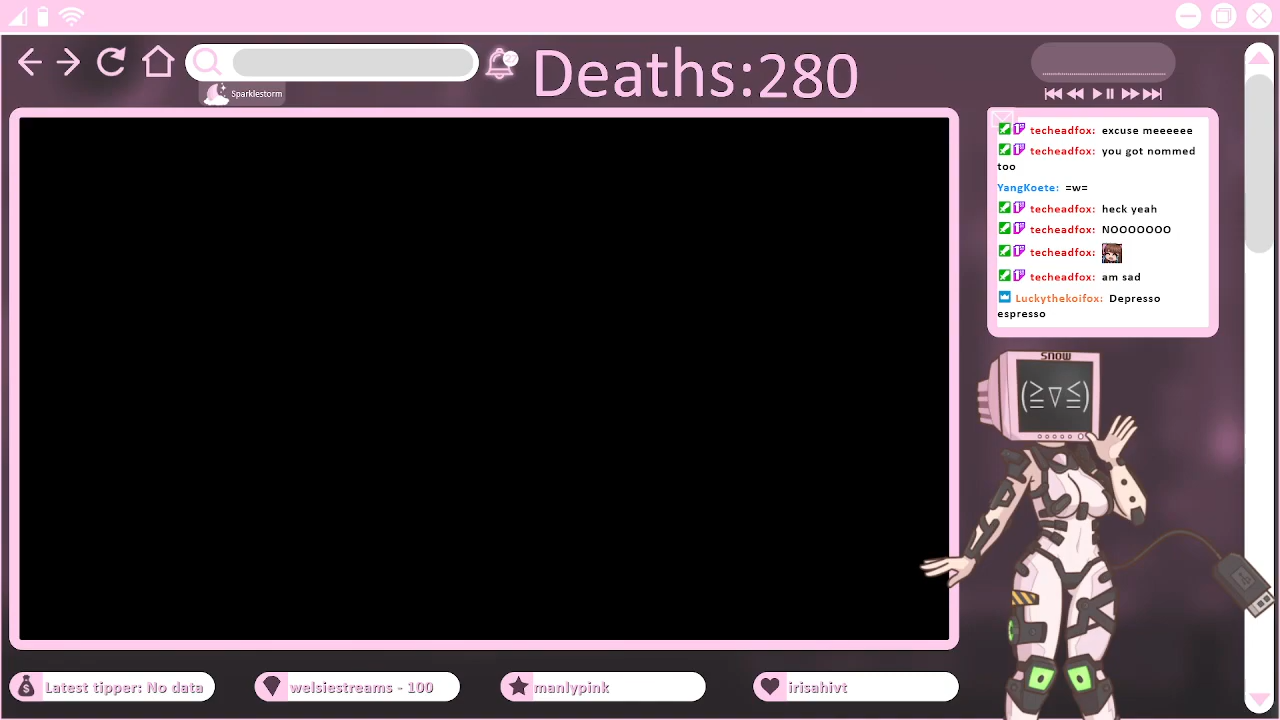 Deaths:280
Sparklestorm
techeadfox: excuse meeeeee
techeadfox: you got nommed
too
YangKoete: =w=
techeadfox: heck yeah
techeadfox: NOOOOOOO
techeadfox:
techeadfox: am sad
Luckythekoifox: Depresso
espresso
SNOW
(≧▽≦)
Latest tipper: No data
welsiestreams - 100
manlypink
irisahivt